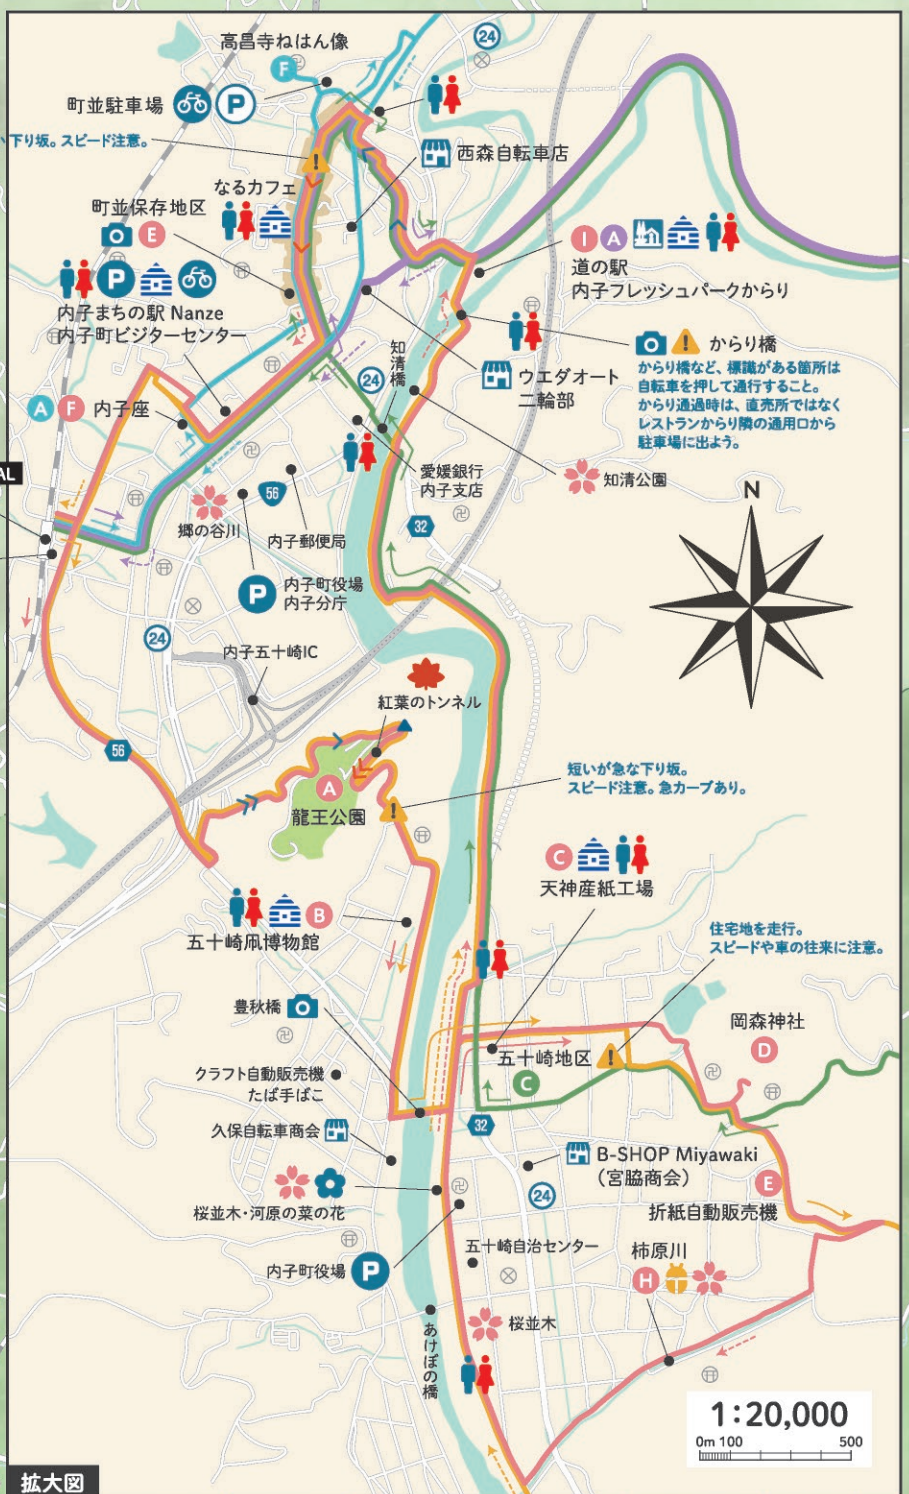 高昌寺ねはん像
24
F
町並駐車場
P
下り坂。スピード注意。
西森自転車店
なるカフェ
町並保存地区
E
I
A
道の駅
内子フレッシュパークからり
P
内子まちの駅 Nanze
内子町ビジターセンター
からり橋
からり橋など、標識がある箇所は
自転車を押して通行すること。
からり通過時は、直売所ではなく
レストランからり隣の通用口から
駐車場に出よう。
知清橋
24
ウエダオート
二輪部
A
F
内子座
愛媛銀行
内子支店
知清公園
AL
N
56
郷の谷川
内子郵便局
32
P
内子町役場
内子分庁
24
内子五十崎IC
紅葉のトンネル
56
短いが急な下り坂。
スピード注意。急カーブあり。
A
龍王公園
C
天神産紙工場
B
五十崎凧博物館
住宅地を走行。
スピードや車の往来に注意。
豊秋橋
岡森神社
D
五十崎地区
C
クラフト自動販売機
たば手ばこ
久保自転車商会
32
B-SHOP Miyawaki
（宮脇商会）
24
E
折紙自動販売機
桜並木・河原の菜の花
五十崎自治センター
柿原川
H
内子町役場
P
桜並木
あけぼの橋
1：20,000
0m 100
500
拡大図